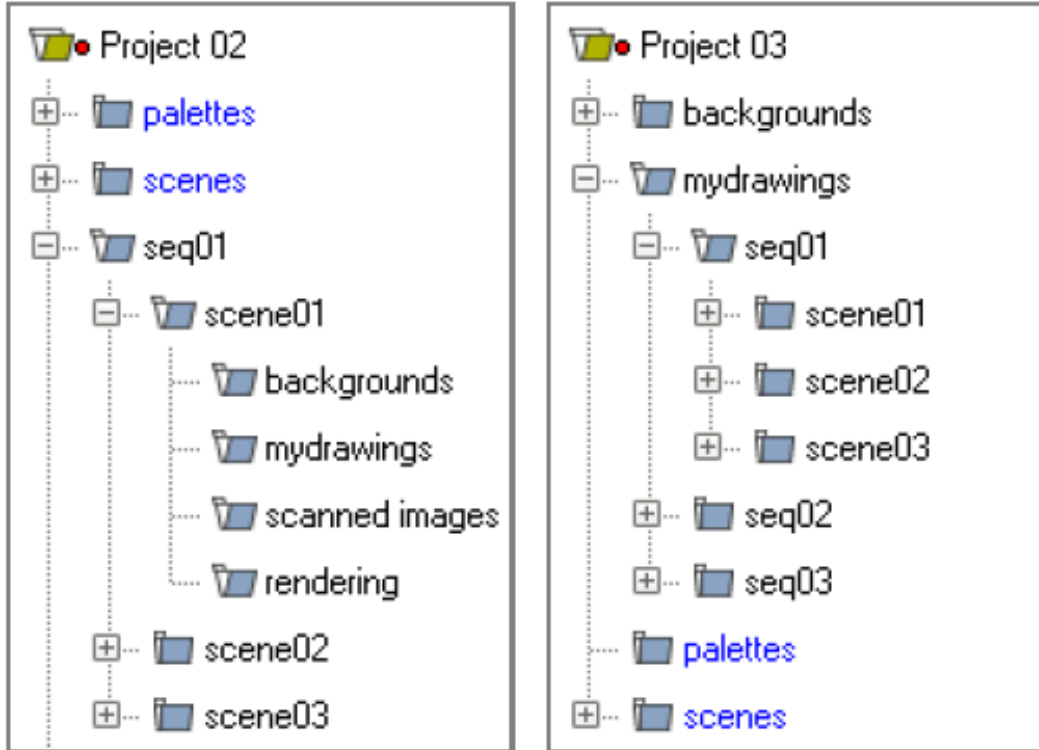 Project 02
palettes
scenes
seq01
scene01
backgrounds
mydrawings
scanned images
rendering
scene02
scene03
Project 03
backgrounds
mydrawings
seq01
scene01
scene02
scene03
seq02
seq03
palettes
scenes